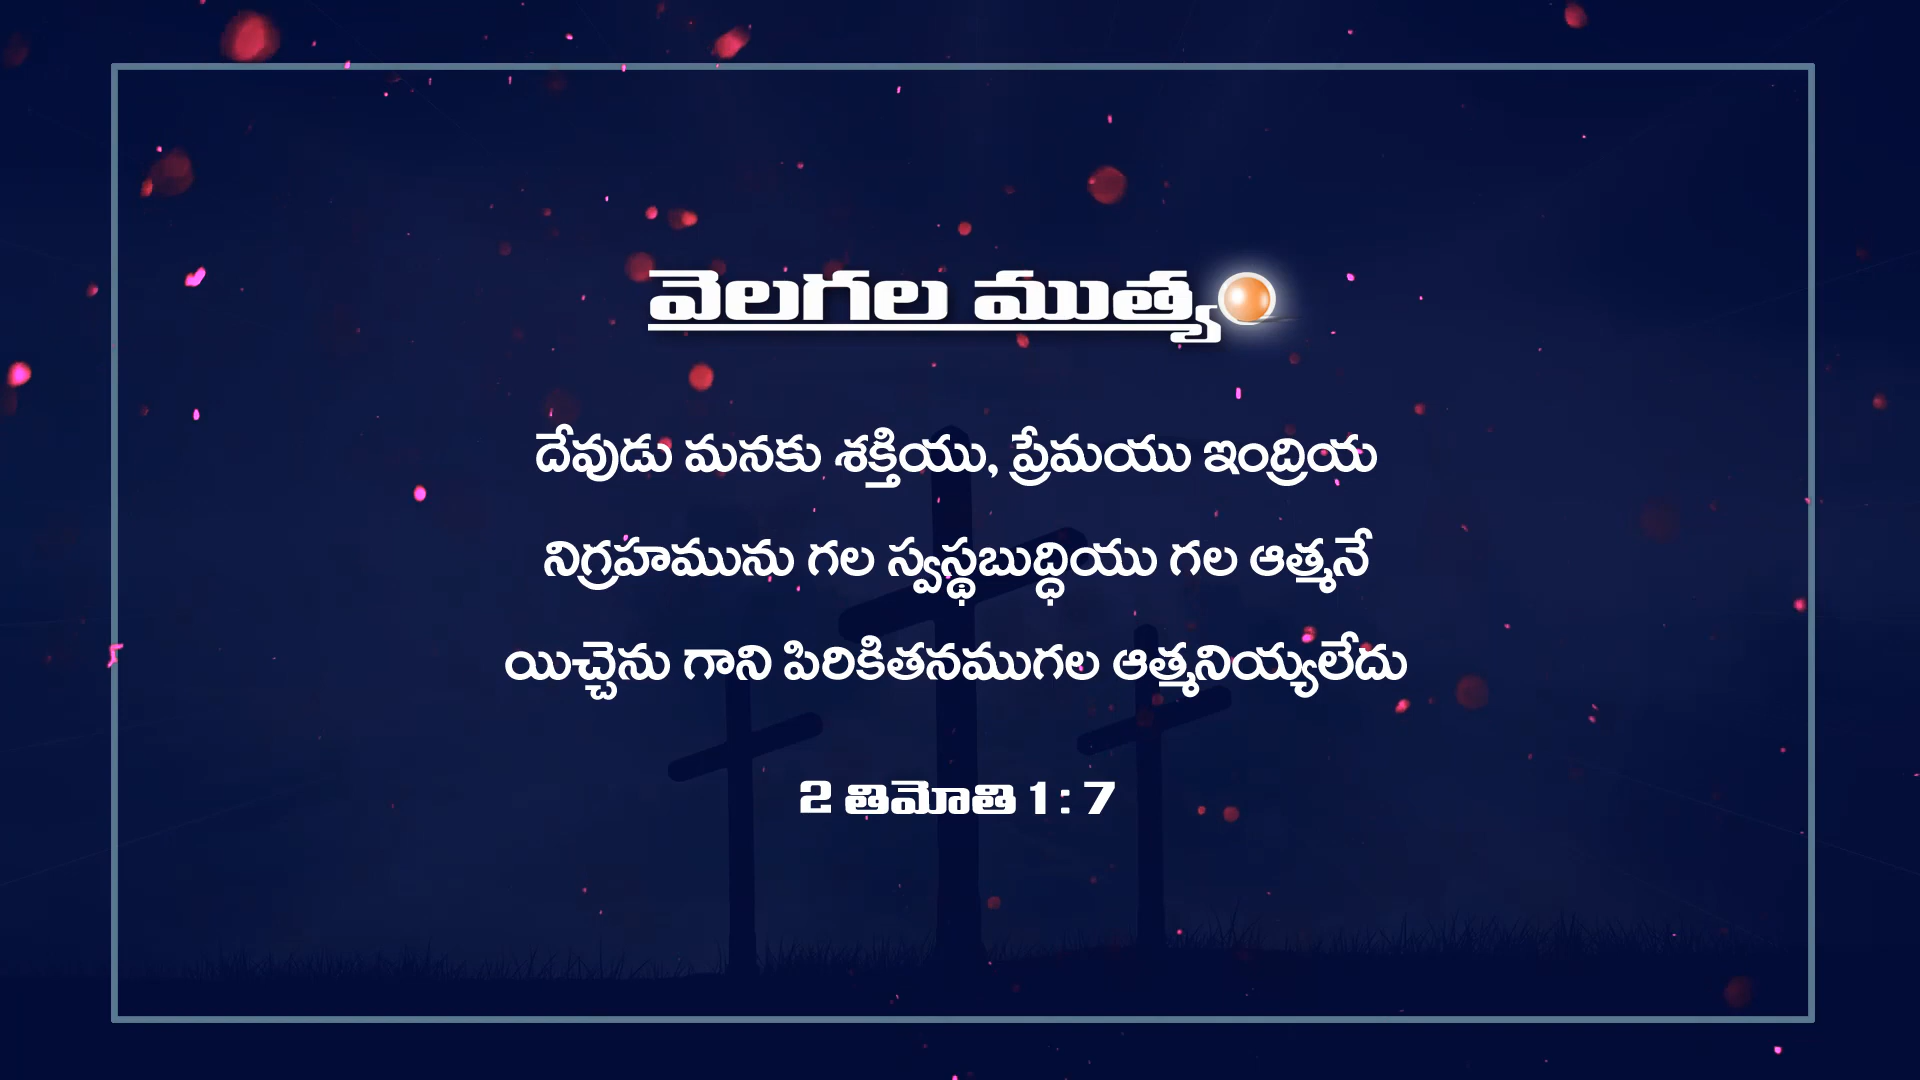 వెలగల ముత్యం
దేవుడు మనకు శక్తియు, ప్రేమయు ఇంద్రియ
నిగ్రహమును గల స్వస్థబుద్ధియు గల ఆత్మనే
యిచ్చెను గాని పిరికితనముగల ఆత్మనియ్యలేదు
2 తిమోతి 1 : 7